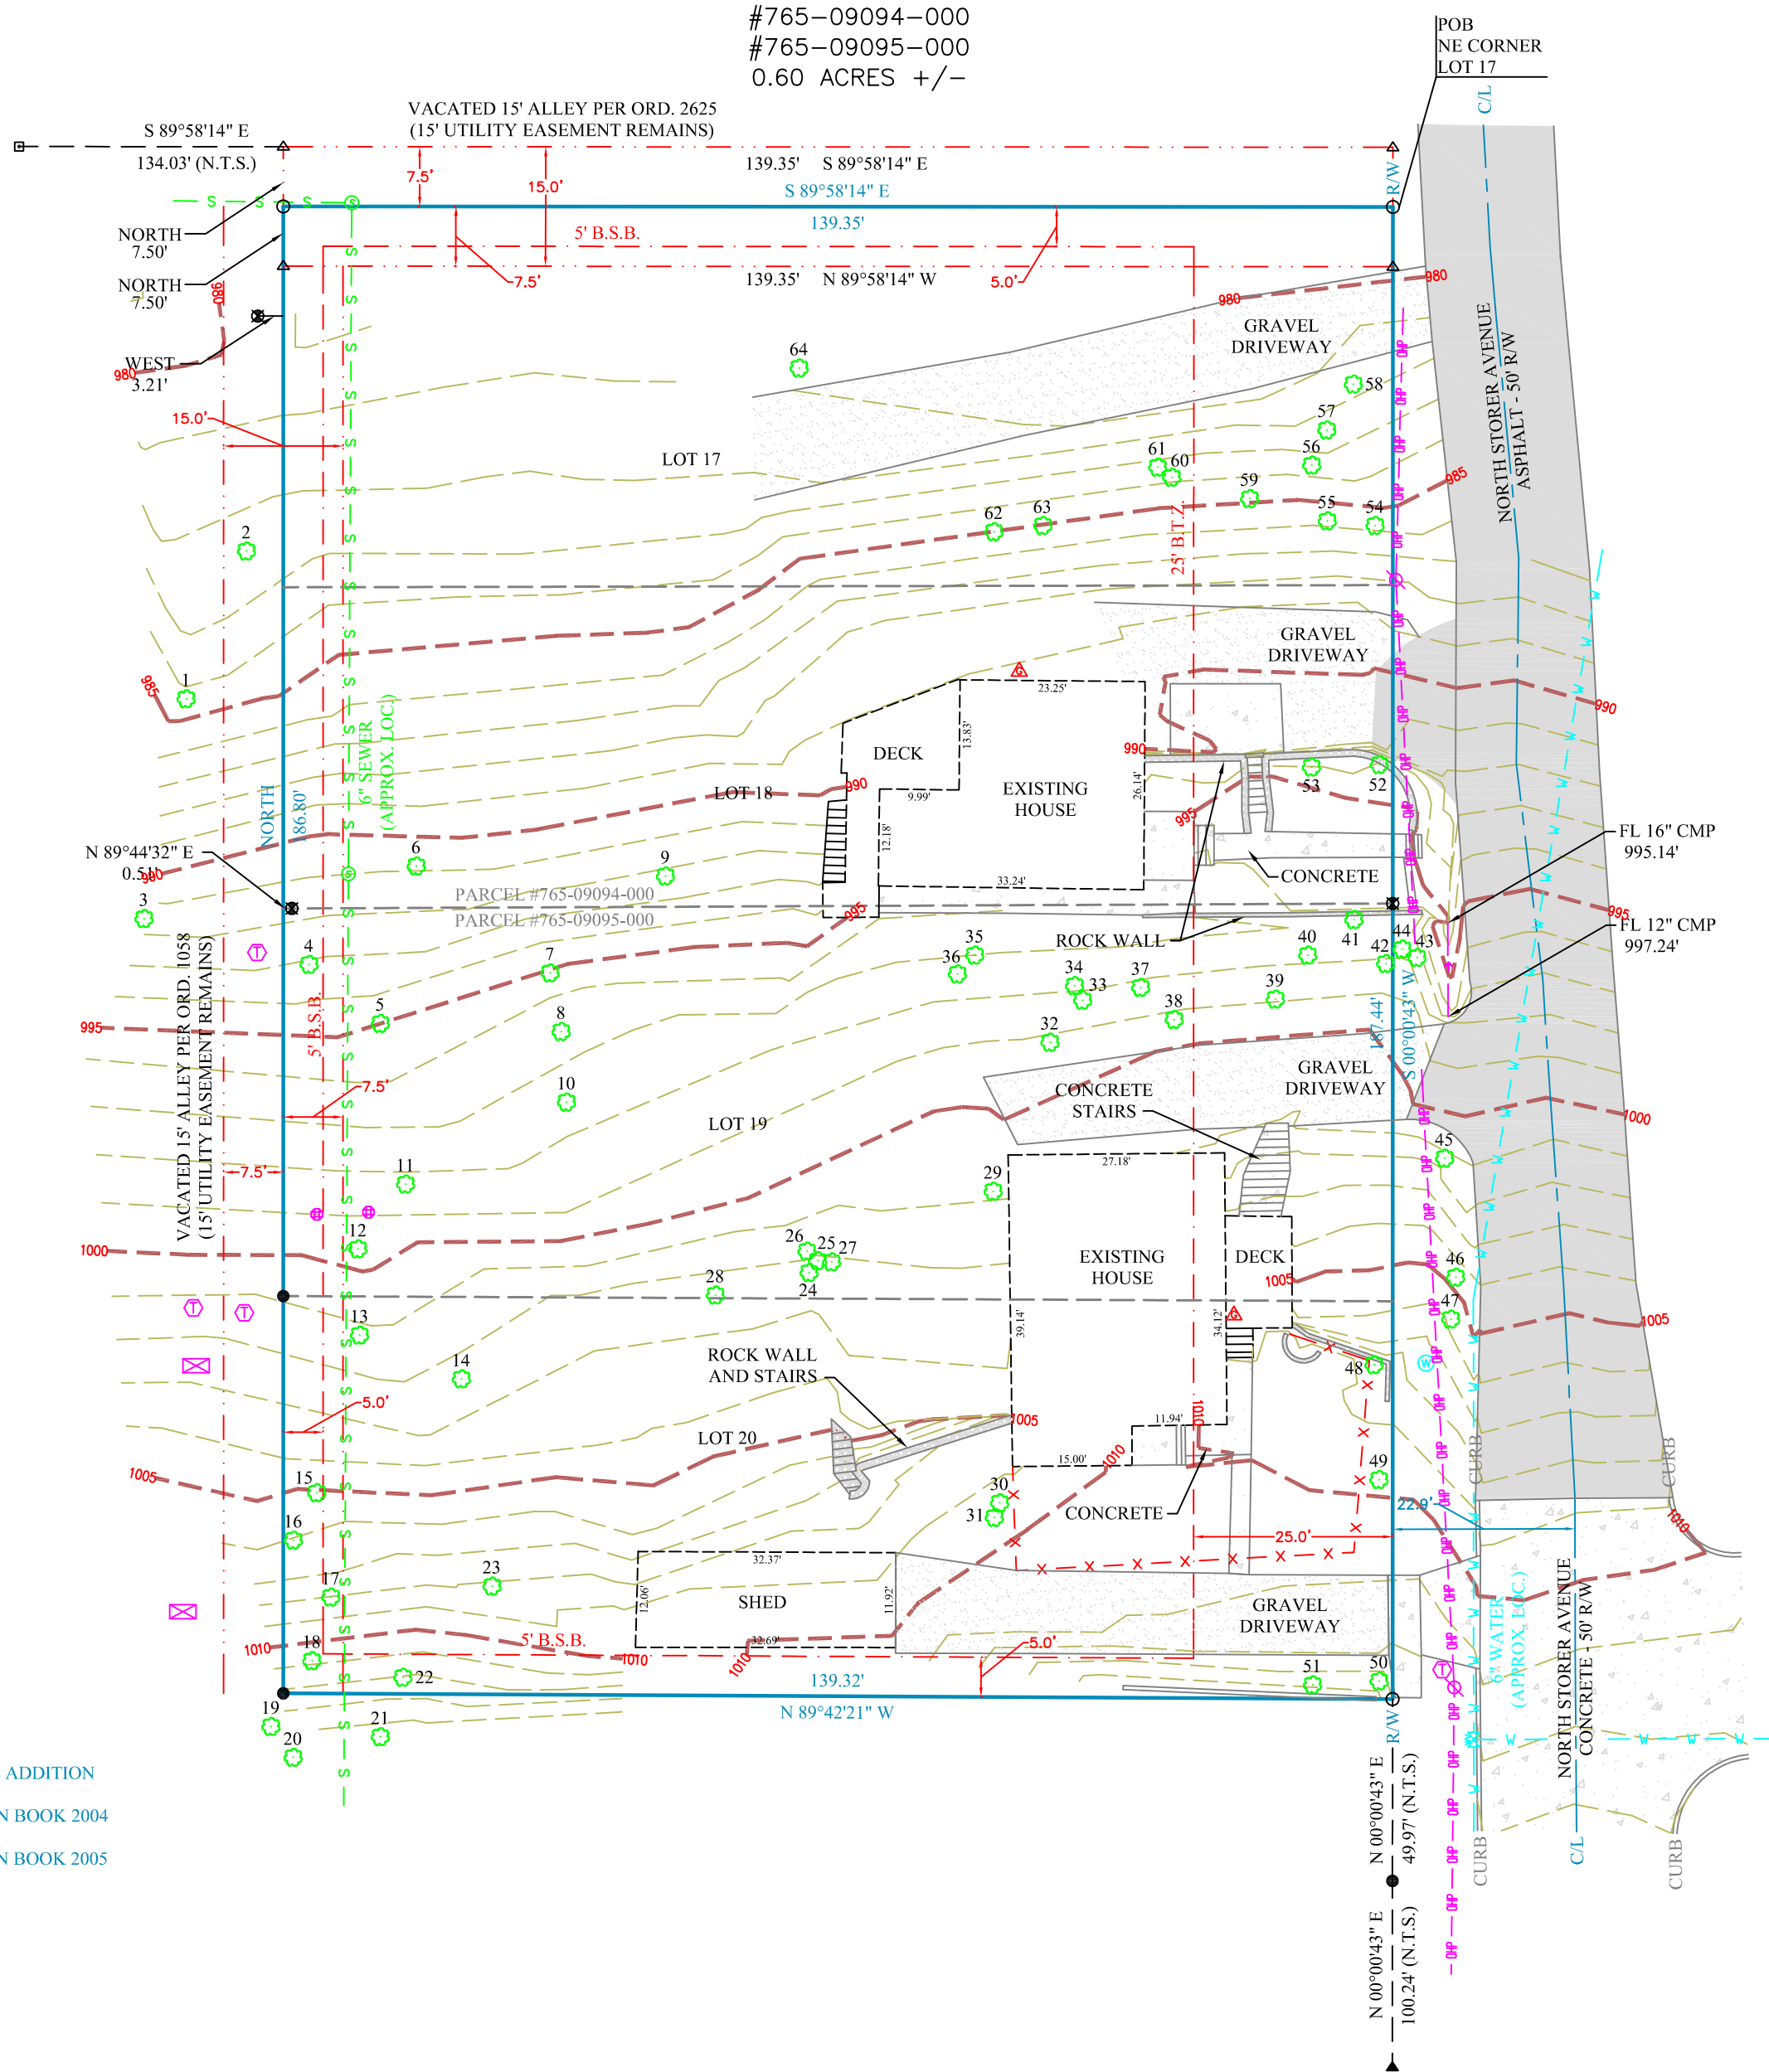 #765-09094-000
#765-09095-000
0.60 ACRES +/-
POB
NE CORNER
LOT 17
C/L
VACATED 15' ALLEY PER ORD. 2625
(15' UTILITY EASEMENT REMAINS)
S 89°58'14" E
134.03' (N.T.S.)
7.5'
15.0'
139.35' S 89°58'14" E
R/W
S 89°58'14" E
139.35'
S S S S
NORTH
7.50'
NORTH
7.50'
5' B.S.B.
7.5'
139.35' N 89°58'14" W
5.0'
980
980
980
980
WEST
3.21'
GRAVEL
DRIVEWAY
NORTH STORER AVENUE
ASPHALT - 50' R/W
64
58
15.0'
57
LOT 17
61
60
56
59
985
62
63
55
54
2
25' B.T.Z.
1
985
GRAVEL
DRIVEWAY
23.25'
990
DECK
13.83'
990
6" SEWER
(APPROX. LOC.)
EXISTING
HOUSE
26.14'
53
52
990
LOT 18
9.99'
995
NORTH
186.80'
12.18'
FL 16" CMP
995.14'
N 89°44'32" E
0.51'
990
6
9
CONCRETE
33.24'
PARCEL #765-09094-000
PARCEL #765-09095-000
3
995
995
FL 12" CMP
997.24'
ROCK WALL
41
40
44
42
43
35
36
4
7
34
33
37
39
38
5
8
32
995
VACATED 15' ALLEY PER ORD. 1058
(15' UTILITY EASEMENT REMAINS)
5' B.S.B.
187.44'
S 00°00'43" W
7.5'
10
GRAVEL
DRIVEWAY
CONCRETE
STAIRS
1000
LOT 19
45
7.5'
11
27.18'
29
12
26
25
27
24
28
1000
EXISTING
HOUSE
DECK
1005
46
47
13
39.14'
34.12'
1005
ROCK WALL
AND STAIRS
14
48
5.0'
LOT 20
1005
11.94'
1010
15.00'
1010
49
1005
15
30
31
CONCRETE
22.9'
CURB
CURB
16
25.0'
1010
32.37'
17
23
12.06'
SHED
11.92'
GRAVEL
DRIVEWAY
6" WATER
(APPROX. LOC.)
NORTH STORER AVENUE
CONCRETE - 50' R/W
1010
18
5' B.S.B.
32.69'
1010
1010
5.0'
22
139.32'
51
50
N 89°42'21" W
R/W
19
20
21
ADDITION
N BOOK 2004
N BOOK 2005
N 00°00'43" E
49.97' (N.T.S.)
CURB
C/L
CURB
N 00°00'43" E
100.24' (N.T.S.)